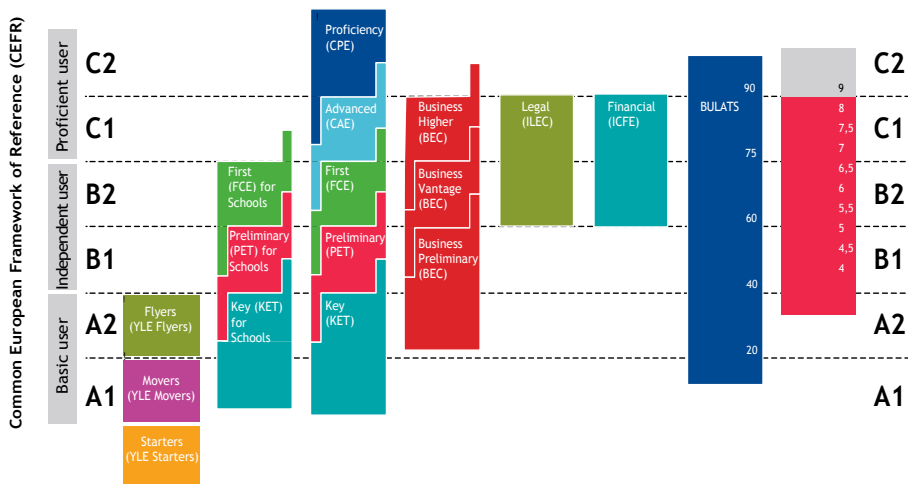 Common European Framework of Reference (CEFR)
Proficient user
Independent user
Basic user
C2
C1
B2
B1
A2
A1
Flyers
(YLE Flyers)
Movers
(YLE Movers)
Starters
(YLE Starters)
First
(FCE) for
Schools
Preliminary
(PET) for
Schools
Key (KET)
for
Schools
Proficiency
(CPE)
Advanced
(CAE)
First
(FCE)
Preliminary
(PET)
Key
(KET)
Business
Higher
(BEC)
Business
Vantage
(BEC)
Business
Preliminary
(BEC)
Legal
(ILEC)
Financial
(ICFE)
BULATS
90
75
60
40
20
9
8
7,5
7
6,5
6
5,5
5
4,5
4
C2
C1
B2
B1
A2
A1